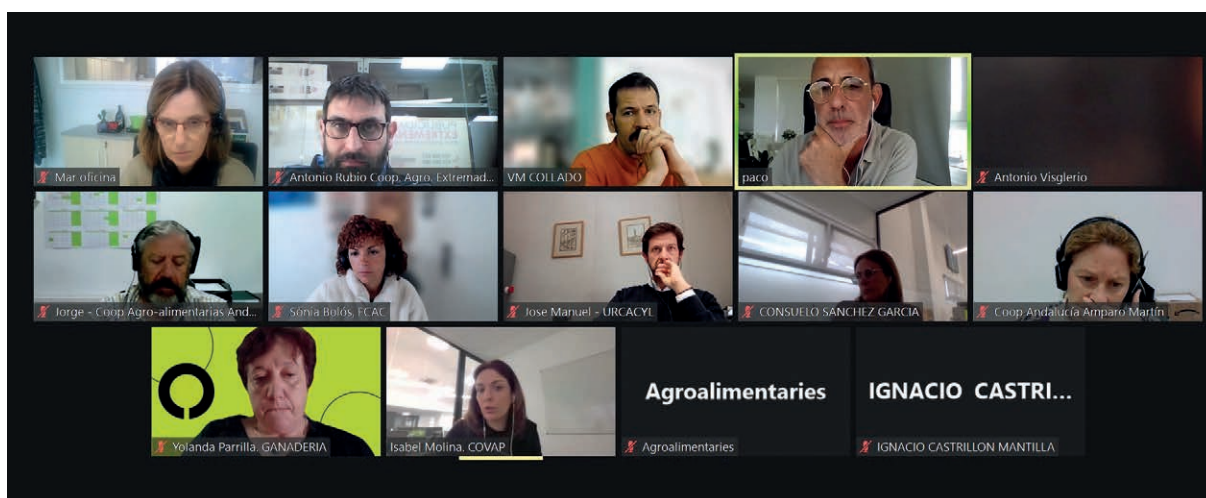 Mar oficina
Antonio Rubio Coop. Agro. Extremad...
VM COLLADO
paco
Antonio Visglerio
Jorge - Coop Agro-alimentarias And...
Sònia Bolós, FCAC
Jose Manuel - URCACYL
CONSUELO SANCHEZ GARCIA
Coop Andalucía Amparo Martín
Yolanda Parrilla. GANADERIA
Isabel Molina. COVAP
Agroalimentaries
Agroalimentaries
IGNACIO CASTRI...
IGNACIO CASTRILLON MANTILLA